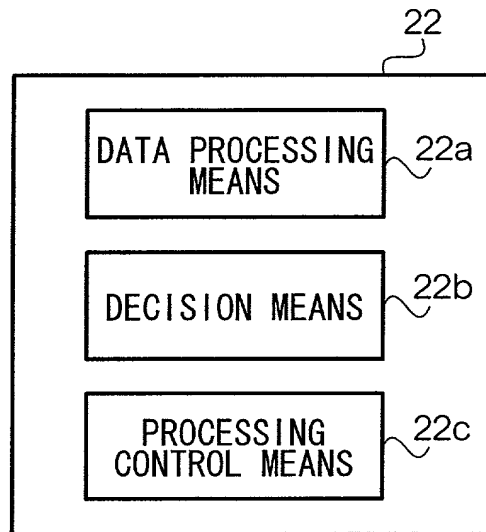 22
DATA PROCESSING
MEANS
22a
DECISION MEANS
22b
PROCESSING
CONTROL MEANS
22c